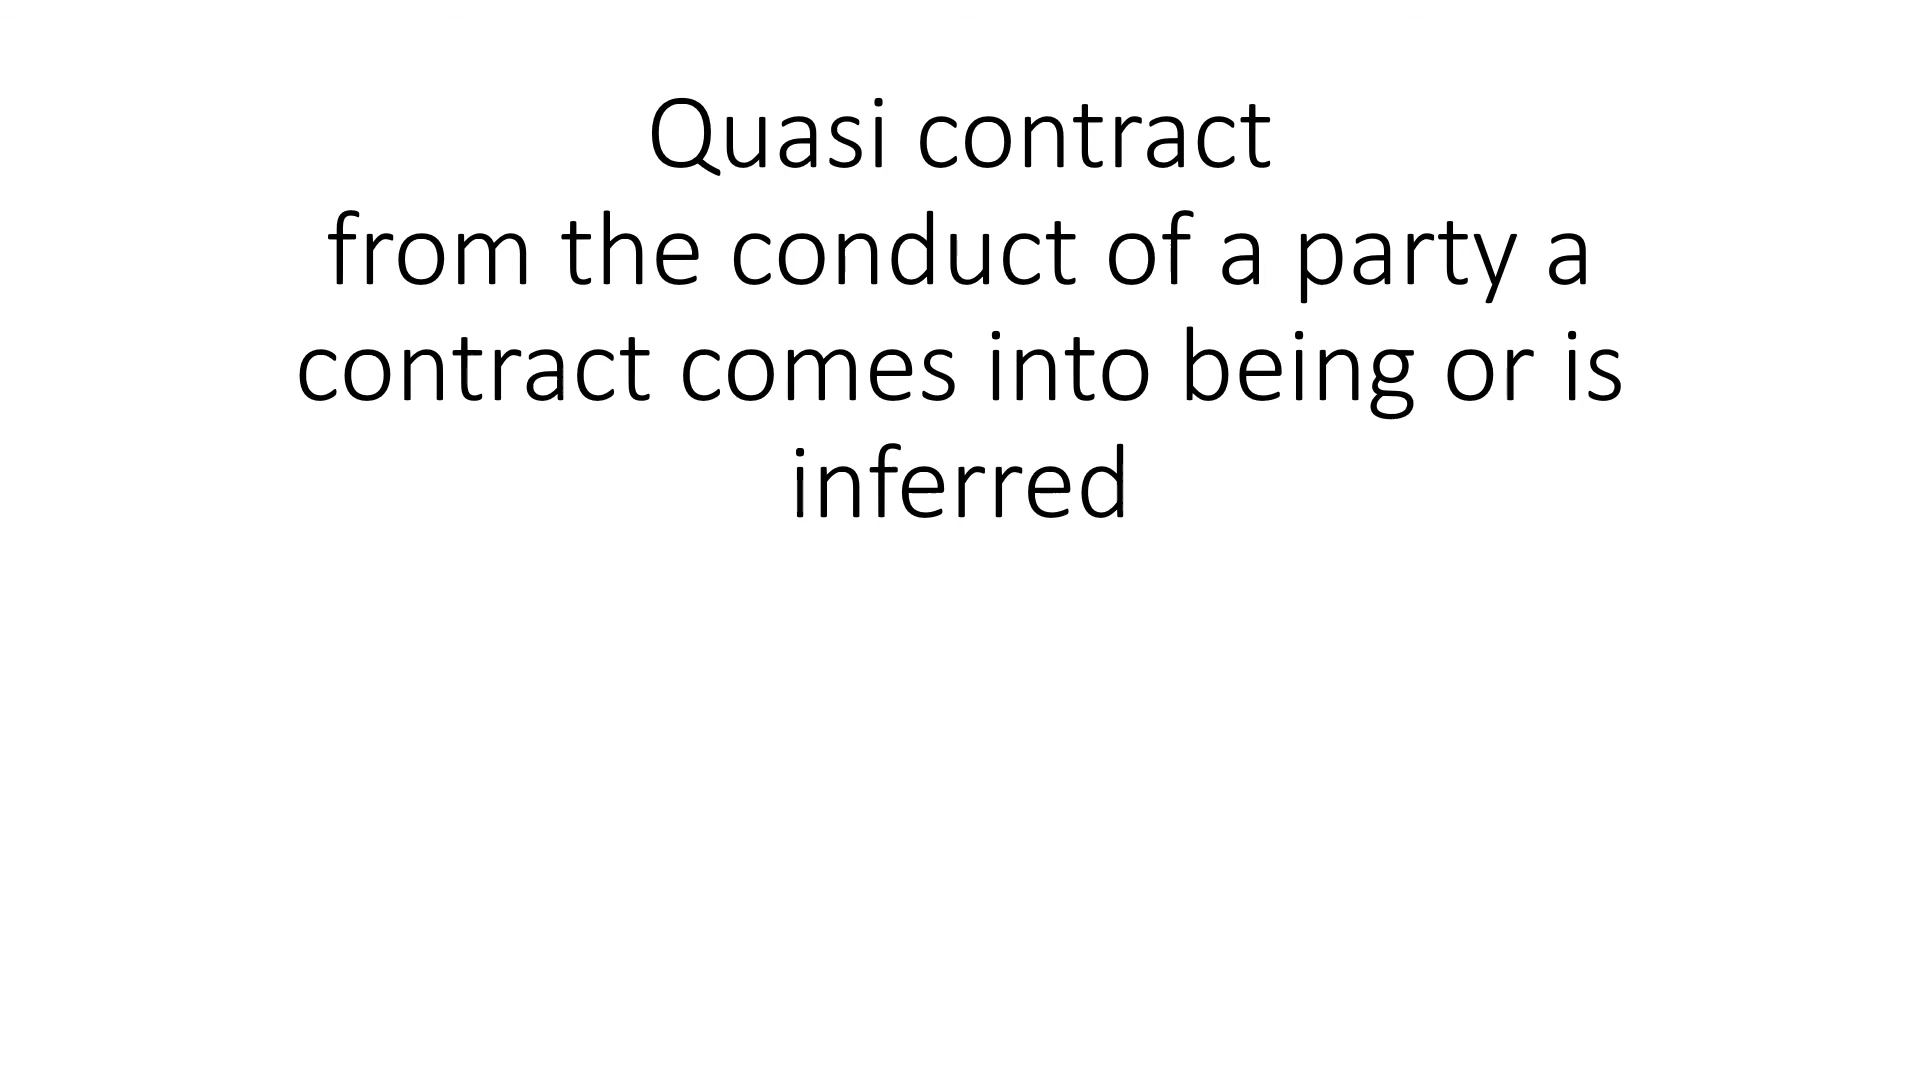 Quasi contract
from the conduct of a party a
contract comes into being or is
inferred